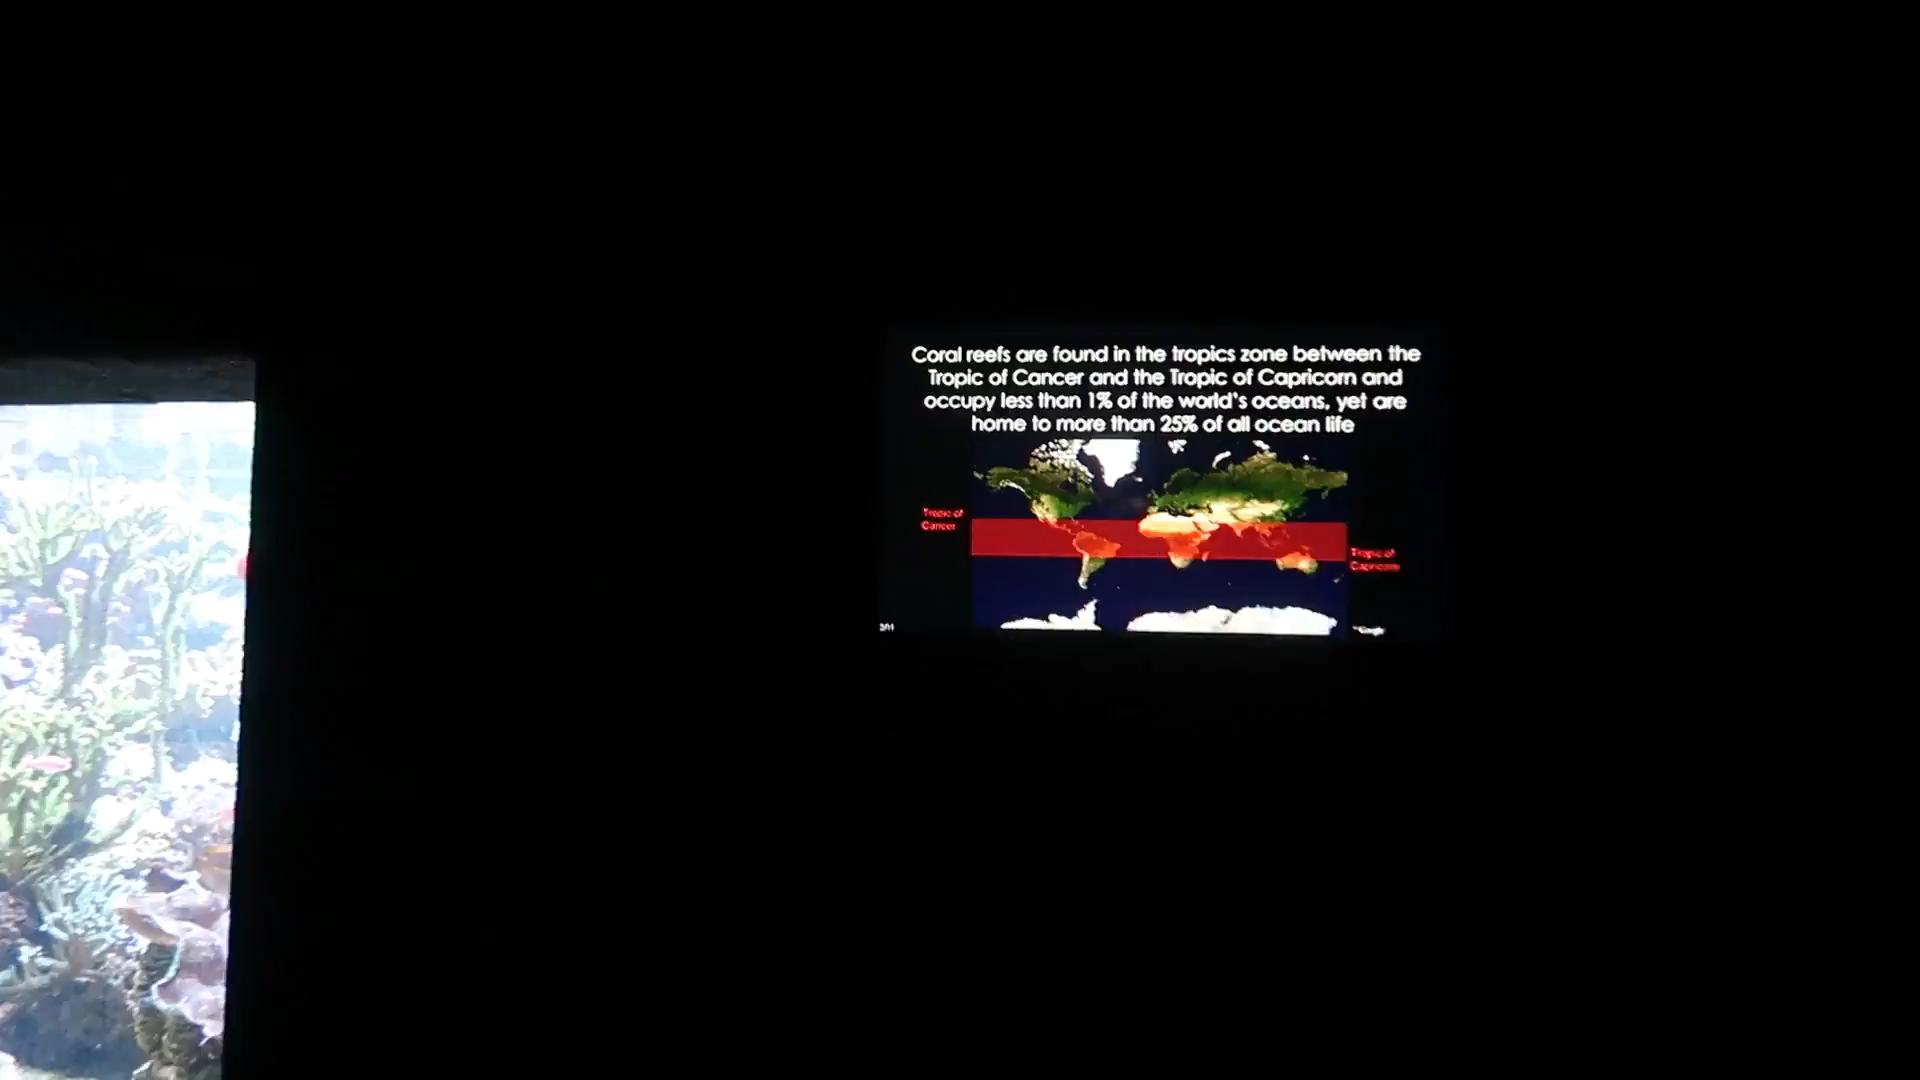 Coral reefs are found in the tropics zone between the
Tropic of Cancer and the Tropic of Capricorn and
occupy less than 1% of the world's oceans, yet are
home to more than 25% of all ocean life
Tropic of
Cancer
Tropic of
Capricorn